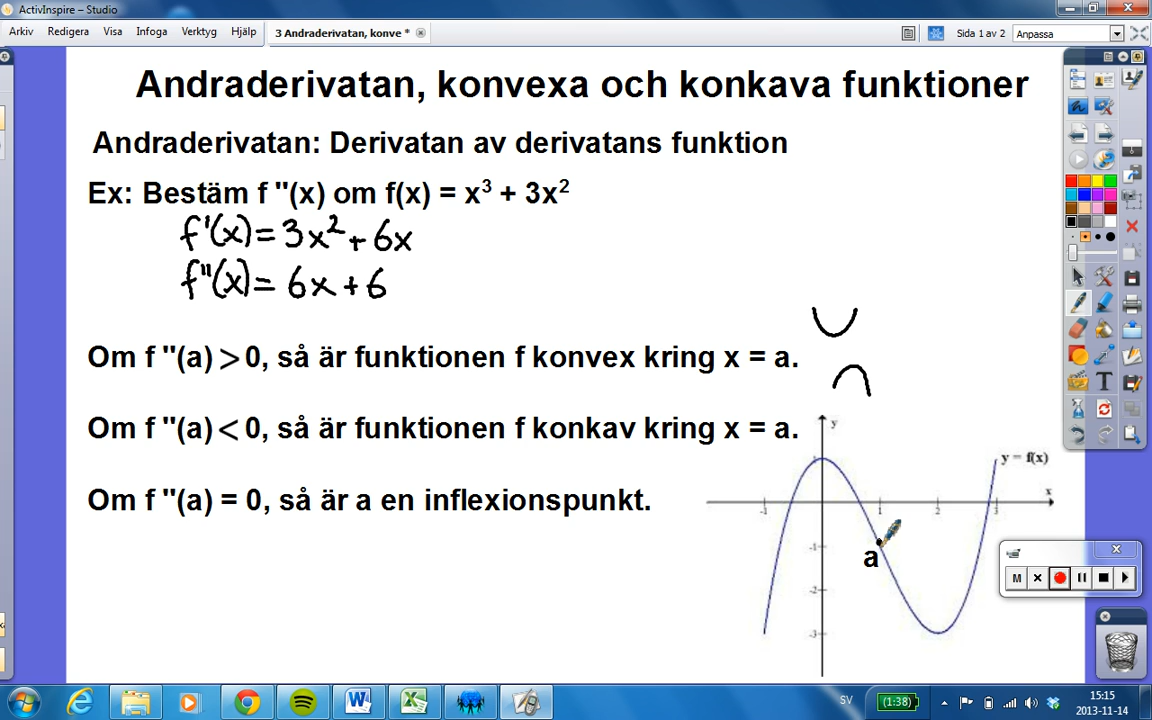 ActivInspire – Studio
Arkiv Redigera Visa Infoga Verktyg Hjälp 3 Andraderivatan, konve * Sida 1 av 2 Anpassa
Andraderivatan, konvexa och konkava funktioner
Andraderivatan: Derivatan av derivatans funktion
Ex: Bestäm f "(x) om f(x) = x³ + 3x²
f'(x) = 3x² + 6x
f"(x) = 6x + 6
Om f "(a) > 0, så är funktionen f konvex kring x = a.
Om f "(a) < 0, så är funktionen f konkav kring x = a.
Om f "(a) = 0, så är a en inflexionspunkt.
y
y = f(x)
x
-1 1 2 3
-1
a
-2
-3
M
SV (1:38) 15:15
2013-11-14